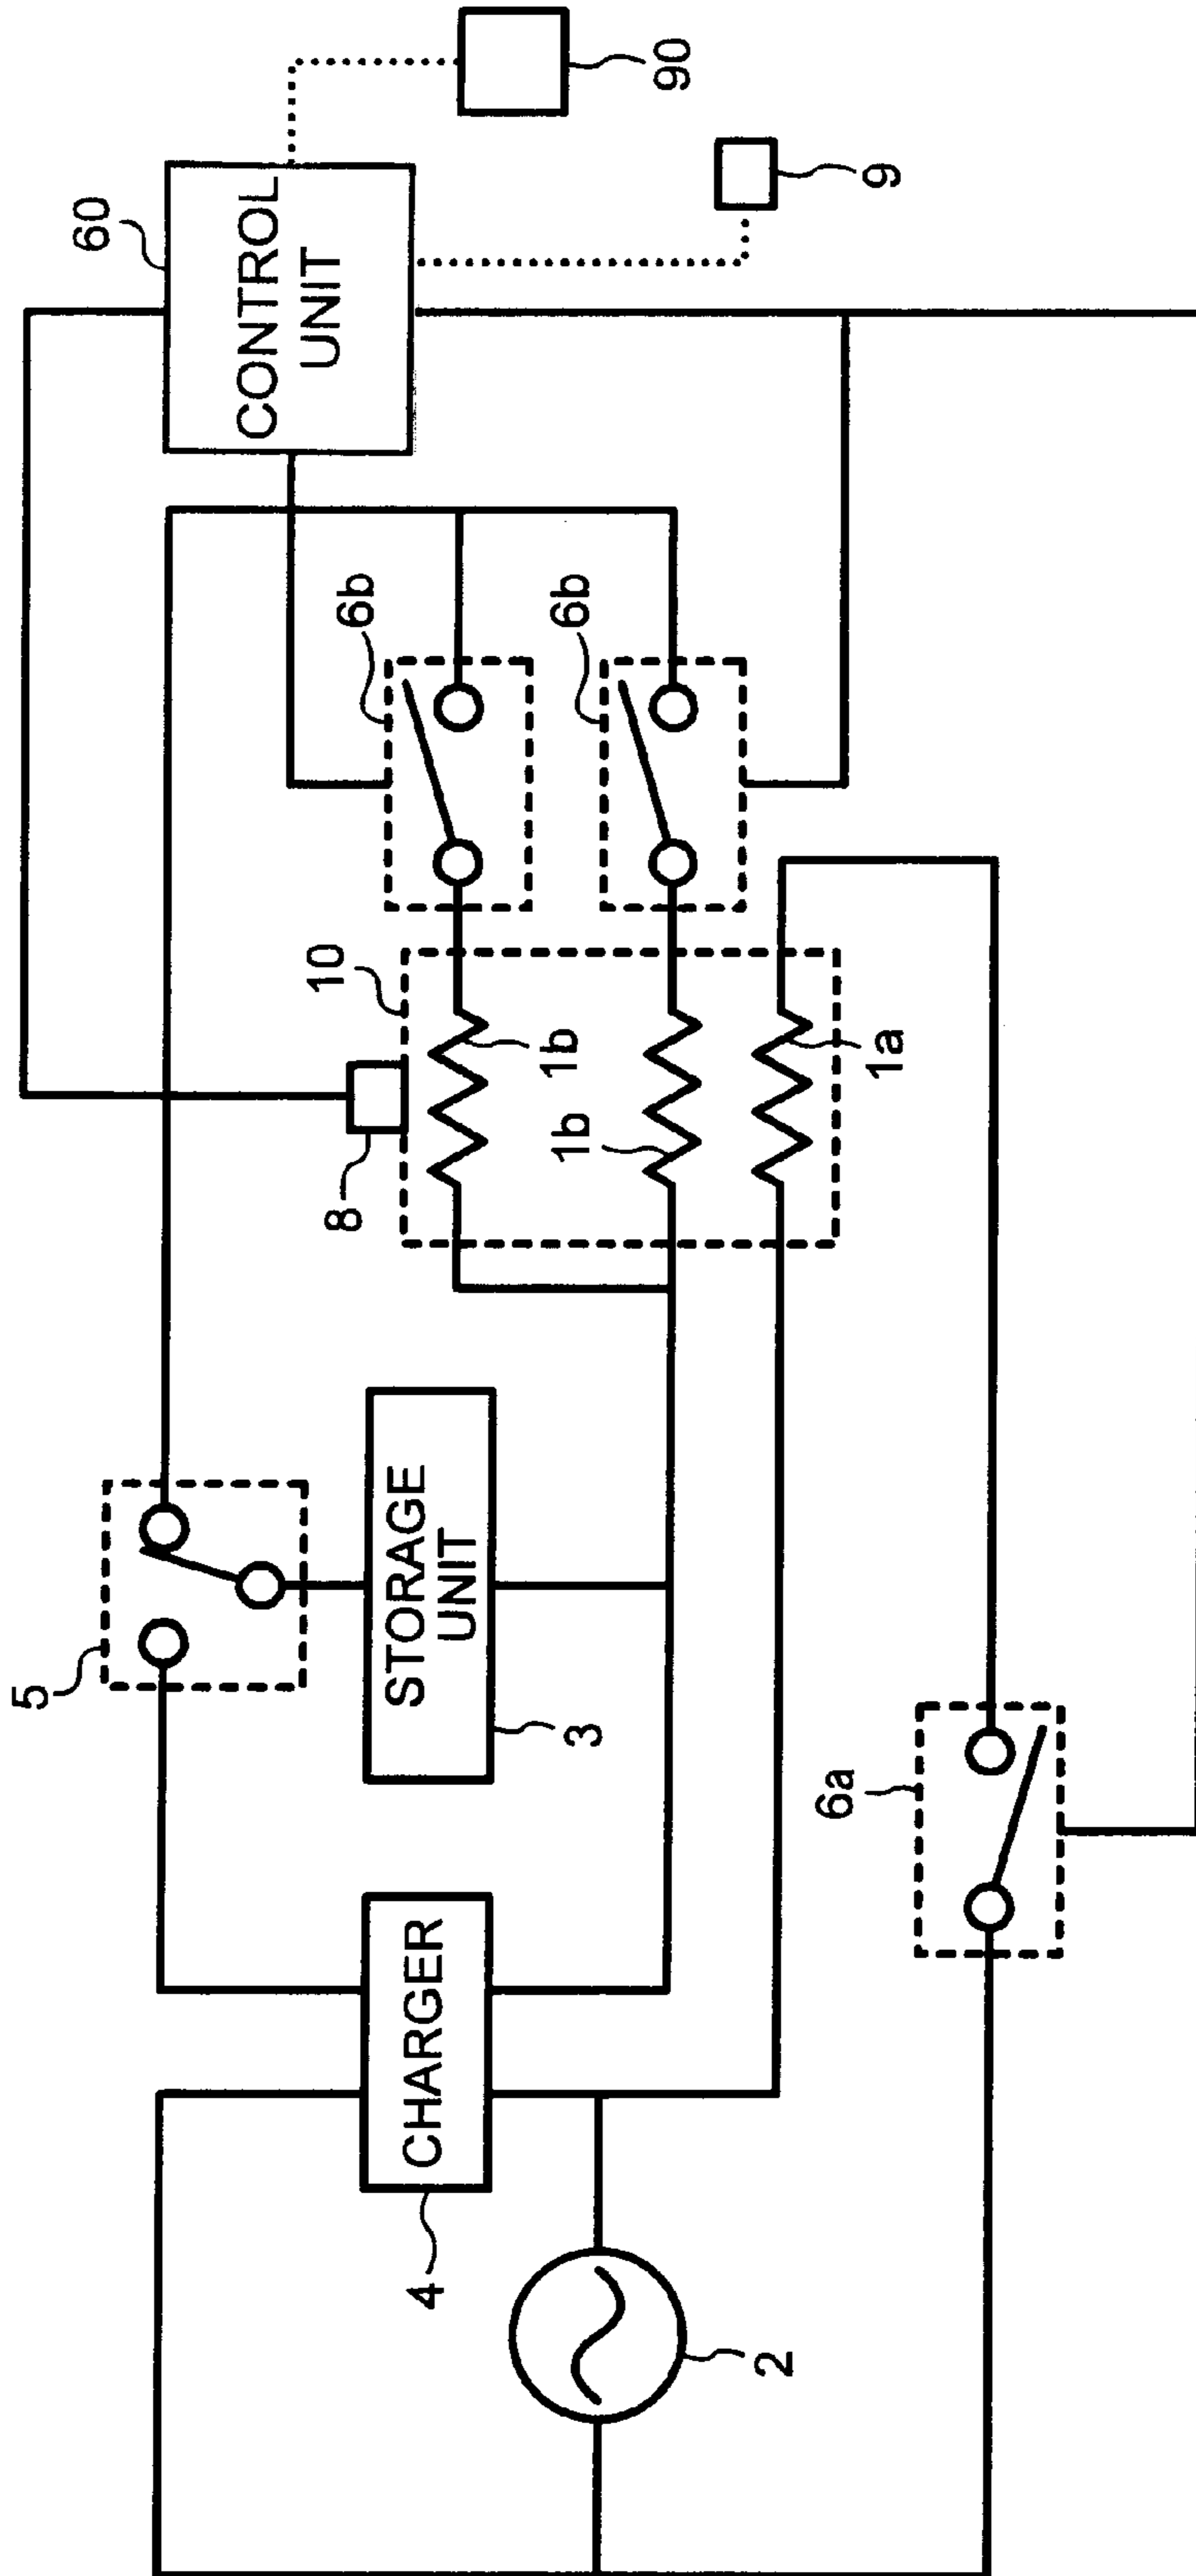 60
CONTROL
UNIT
90
9
6b
6b
10
8
1b
1b
1a
5
STORAGE
UNIT
3
6a
CHARGER
4
2